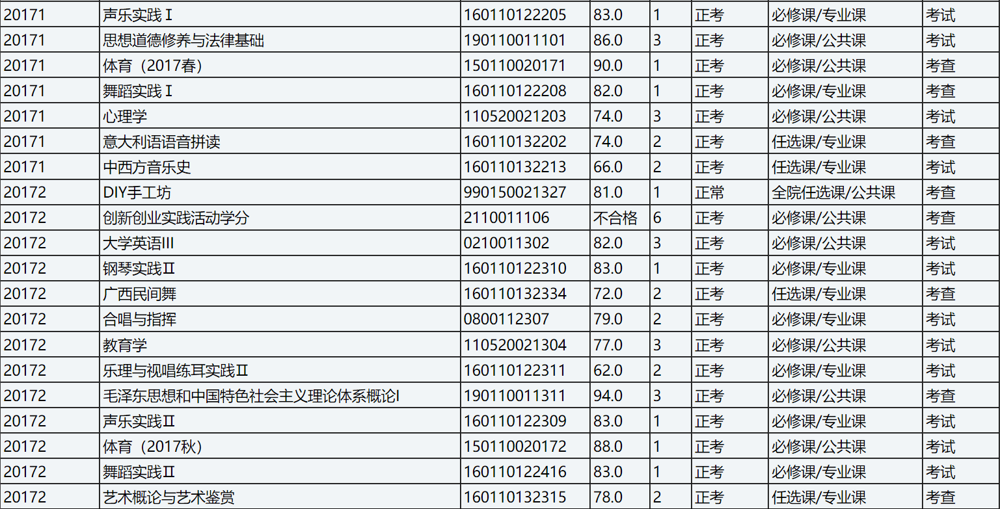 20171 声乐实践Ⅰ 160110122205 83.0 1 正考 必修课/专业课 考试
20171 思想道德修养与法律基础 190110011101 86.0 3 正考 必修课/公共课 考试
20171 体育（2017春） 150110020171 90.0 1 正考 必修课/公共课 考查
20171 舞蹈实践Ⅰ 160110122208 82.0 1 正考 必修课/专业课 考查
20171 心理学 110520021203 74.0 3 正考 必修课/公共课 考试
20171 意大利语语音拼读 160110132202 74.0 2 正考 任选课/专业课 考查
20171 中西方音乐史 160110132213 66.0 2 正考 任选课/专业课 考试
20172 DIY手工坊 990150021327 81.0 1 正常 全院任选课/公共课 考查
20172 创新创业实践活动学分 2110011106 不合格 6 正考 必修课/公共课 考查
20172 大学英语III 0210011302 82.0 3 正考 必修课/公共课 考试
20172 钢琴实践Ⅱ 160110122310 83.0 1 正考 必修课/专业课 考试
20172 广西民间舞 160110132334 72.0 2 正考 任选课/专业课 考查
20172 合唱与指挥 0800112307 79.0 2 正考 必修课/专业课 考试
20172 教育学 110520021304 77.0 3 正考 必修课/公共课 考试
20172 乐理与视唱练耳实践Ⅱ 160110122311 62.0 2 正考 必修课/专业课 考试
20172 毛泽东思想和中国特色社会主义理论体系概论I 190110011311 94.0 3 正考 必修课/公共课 考查
20172 声乐实践Ⅱ 160110122309 83.0 1 正考 必修课/专业课 考试
20172 体育（2017秋） 150110020172 88.0 1 正考 必修课/公共课 考试
20172 舞蹈实践Ⅱ 160110122416 83.0 1 正考 必修课/专业课 考试
20172 艺术概论与艺术鉴赏 160110132315 78.0 2 正考 任选课/专业课 考查